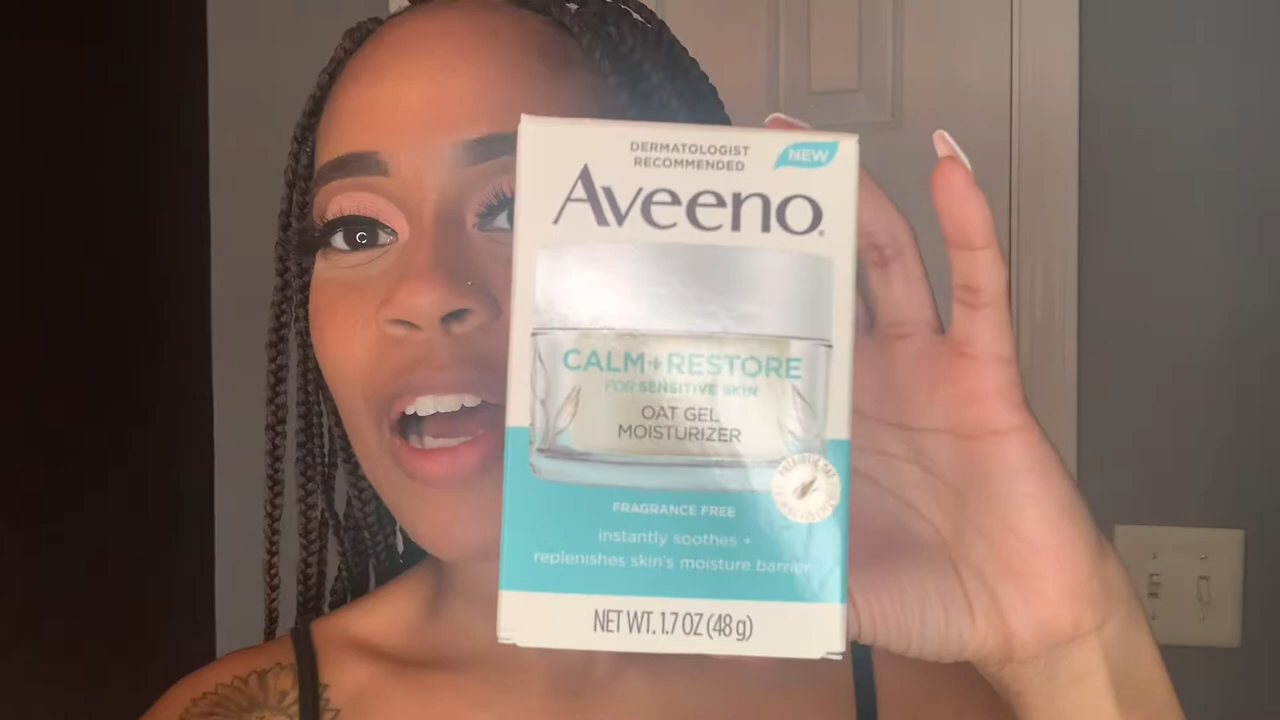 DERMATOLOGIST
RECOMMENDED
NEW
Aveeno
CALM+RESTORE
FOR SENSITIVE SKIN
OAT GEL
MOISTURIZER
FRAGRANCE FREE
instantly soothes +
replenishes skin's moisture barrier
NET WT. 1.7 OZ (48 g)